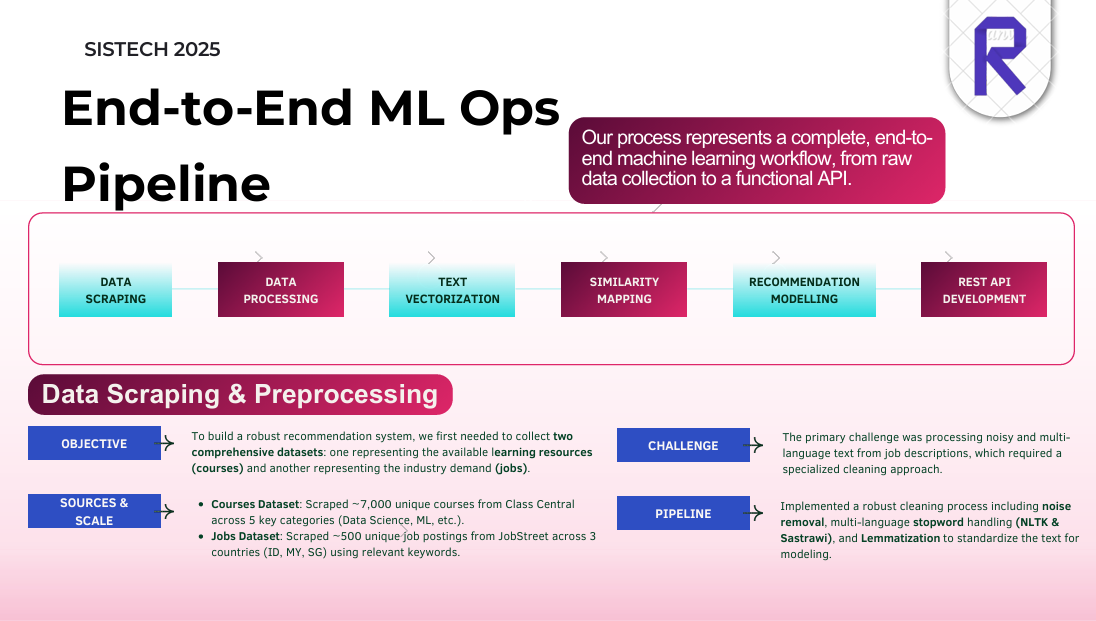 SISTECH 2025
End-to-End ML Ops
Pipeline
Our process represents a complete, end-to-
end machine learning workflow, from raw
data collection to a functional API.
DATA
SCRAPING
DATA
PROCESSING
TEXT
VECTORIZATION
SIMILARITY
MAPPING
RECOMMENDATION
MODELLING
REST API
DEVELOPMENT
Data Scraping & Preprocessing
OBJECTIVE
To build a robust recommendation system, we first needed to collect two
comprehensive datasets: one representing the available learning resources
(courses) and another representing the industry demand (jobs).
SOURCES &
SCALE
• Courses Dataset: Scraped ~7,000 unique courses from Class Central
across 5 key categories (Data Science, ML, etc.).
• Jobs Dataset: Scraped ~500 unique job postings from JobStreet across 3
countries (ID, MY, SG) using relevant keywords.
CHALLENGE
The primary challenge was processing noisy and multi-
language text from job descriptions, which required a
specialized cleaning approach.
PIPELINE
Implemented a robust cleaning process including noise
removal, multi-language stopword handling (NLTK &
Sastrawi), and Lemmatization to standardize the text for
modeling.